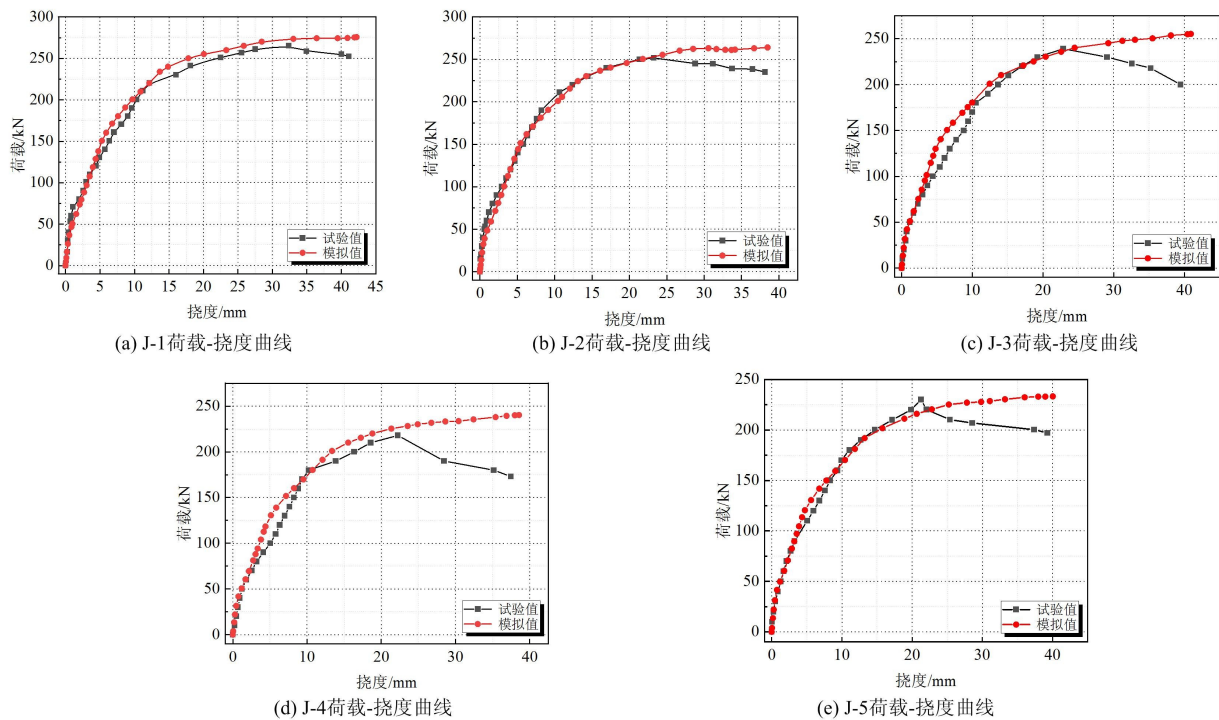 300
250
200
150
100
50
0
荷载/kN
试验值
模拟值
0 5 10 15 20 25 30 35 40 45
挠度/mm
(a) J-1荷载-挠度曲线
300
250
200
150
100
50
0
荷载/kN
试验值
模拟值
0 5 10 15 20 25 30 35 40
挠度/mm
(b) J-2荷载-挠度曲线
250
200
150
100
50
0
荷载/kN
试验值
模拟值
0 10 20 30 40
挠度/mm
(c) J-3荷载-挠度曲线
250
200
150
100
50
0
荷载/kN
试验值
模拟值
0 10 20 30 40
挠度/mm
(d) J-4荷载-挠度曲线
250
200
150
100
50
0
荷载/kN
试验值
模拟值
0 10 20 30 40
挠度/mm
(e) J-5荷载-挠度曲线